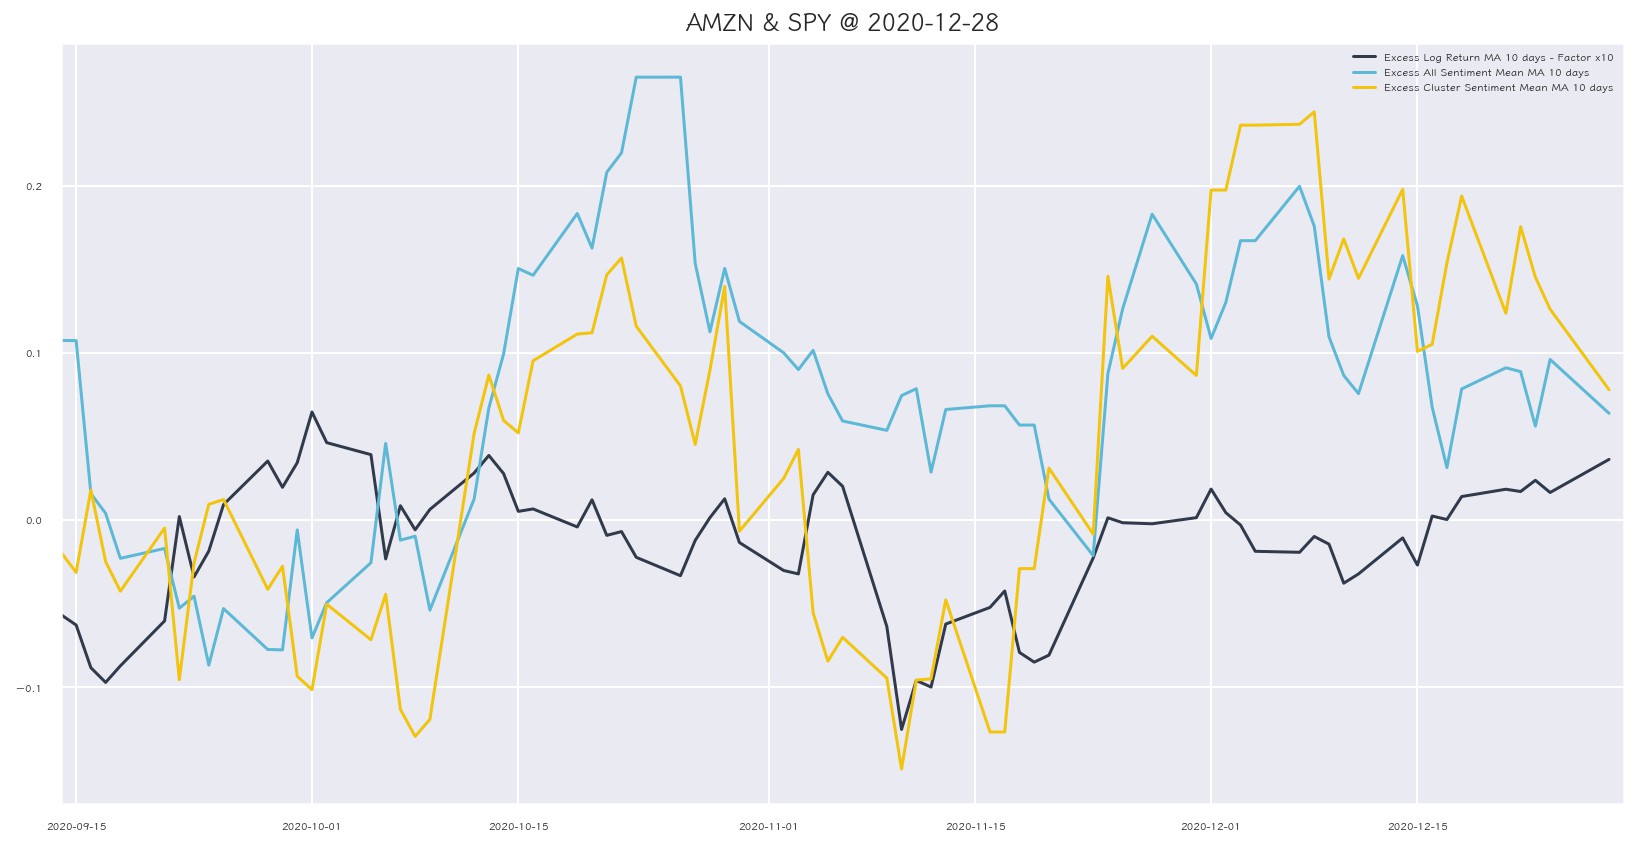 AMZN & SPY @ 2020-12-28
Excess Log Return MA 10 days - Factor x10
Excess All Sentiment Mean MA 10 days
Excess Cluster Sentiment Mean MA 10 days
0.2
0.1
0.0
−0.1
2020-09-15 2020-10-01 2020-10-15 2020-11-01 2020-11-15 2020-12-01 2020-12-15